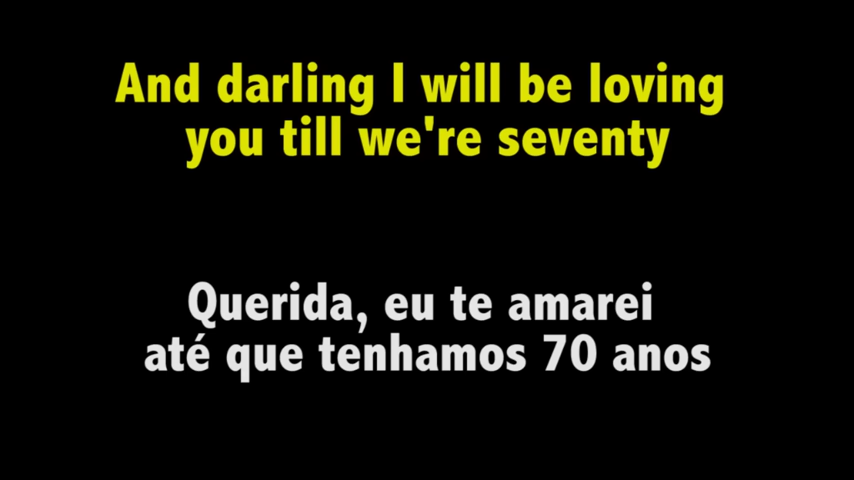 And darling I will be loving
you till we're seventy
Querida, eu te amarei
até que tenhamos 70 anos